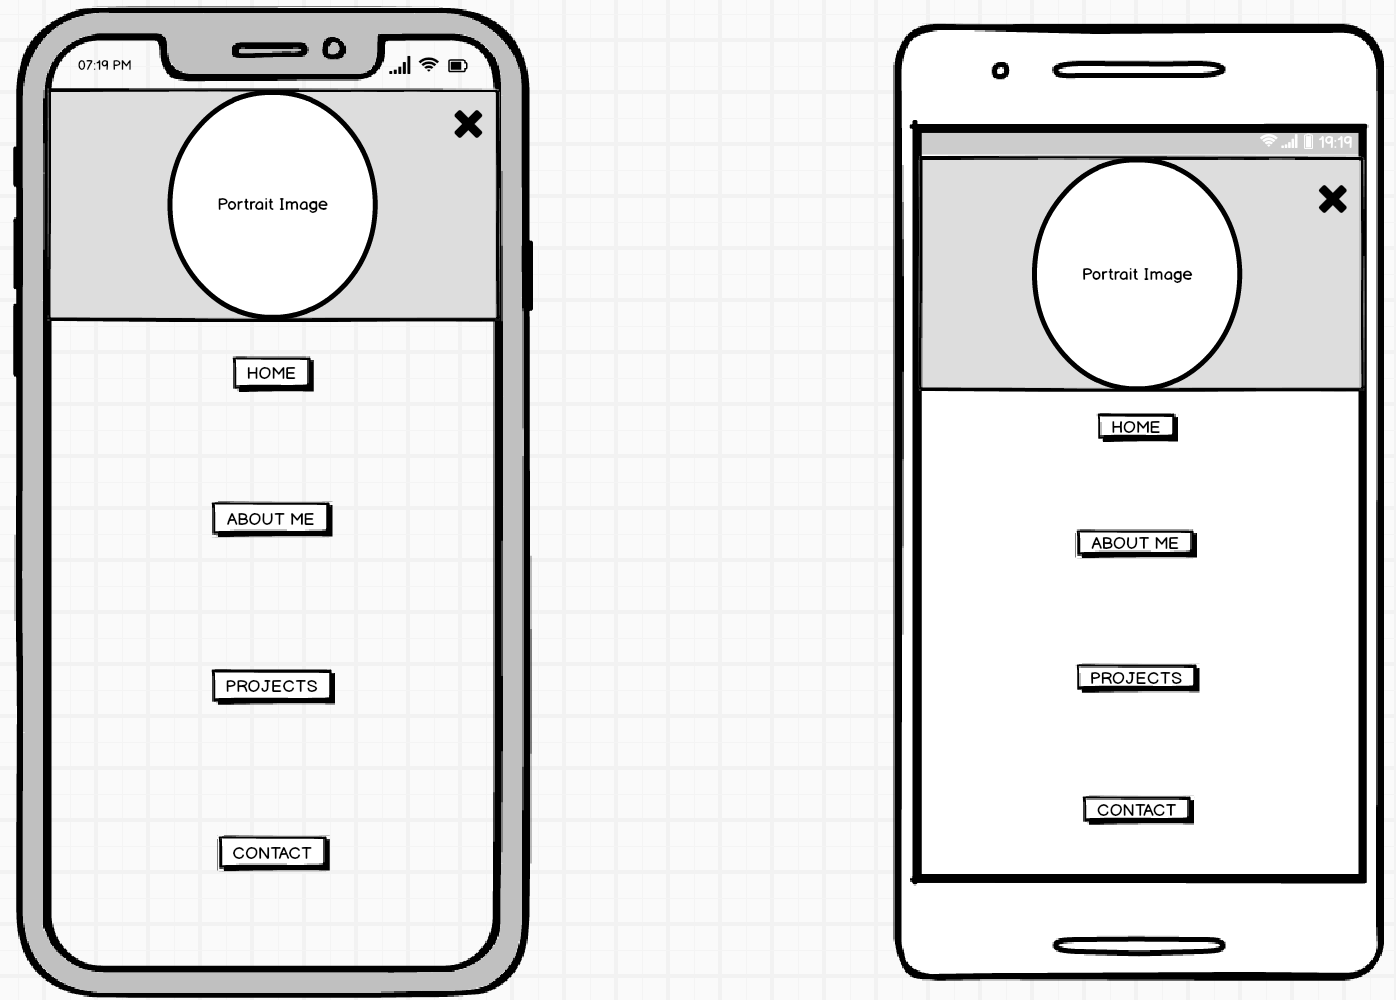 07:19 PM
Portrait Image
HOME
ABOUT ME
PROJECTS
CONTACT
19:19
Portrait Image
HOME
ABOUT ME
PROJECTS
CONTACT